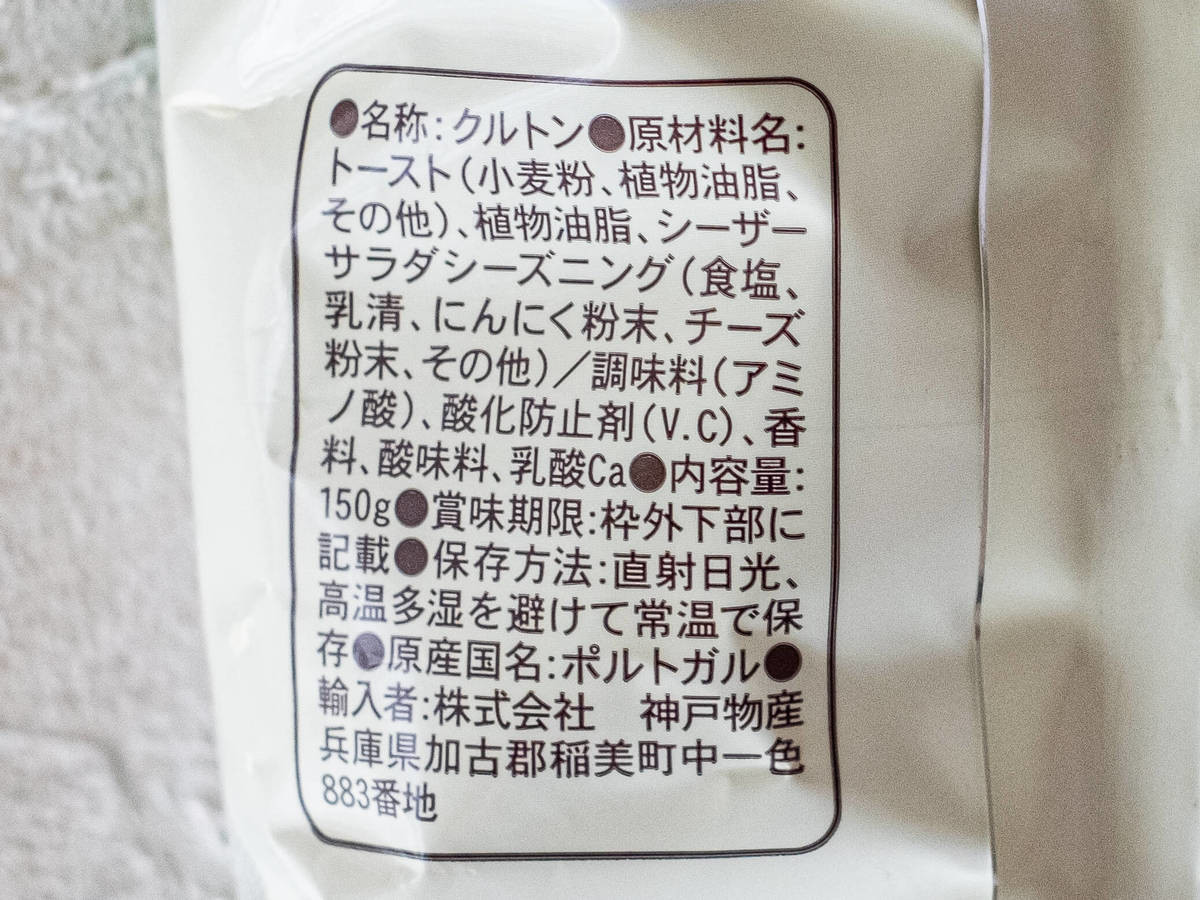 ●名称:クルトン●原材料名:
トースト(小麦粉、植物油脂、
その他)、植物油脂、シーザー
サラダシーズニング(食塩、
乳清、にんにく粉末、チーズ
粉末、その他)／調味料(アミ
ノ酸)、酸化防止剤(V.C)、香
料、酸味料、乳酸Ca●内容量:
150g●賞味期限:枠外下部に
記載●保存方法:直射日光、
高温多湿を避けて常温で保
存●原産国名:ポルトガル●
輸入者:株式会社　神戸物産
兵庫県加古郡稲美町中一色
883番地